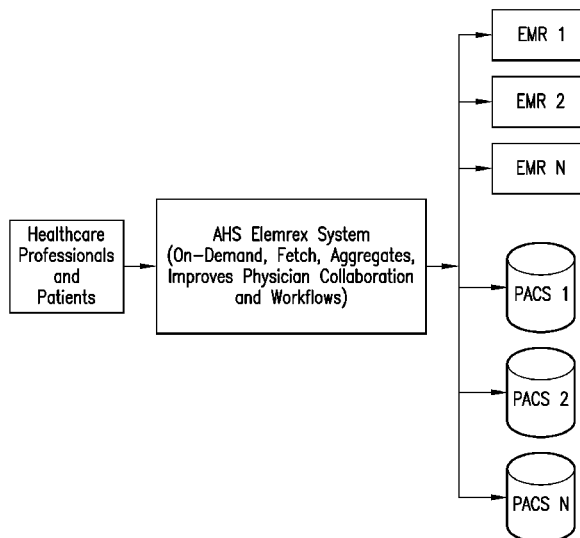 Healthcare
Professionals
and
Patients
AHS Elemrex System
(On-Demand, Fetch, Aggregates,
Improves Physician Collaboration
and Workflows)
EMR 1
EMR 2
EMR N
PACS 1
PACS 2
PACS N